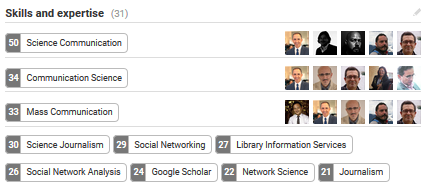 Skills and expertise (31)
50 Science Communication
34 Communication Science
33 Mass Communication
30 Science Journalism 29 Social Networking 27 Library Information Services
26 Social Network Analysis 24 Google Scholar 22 Network Science 21 Journalism